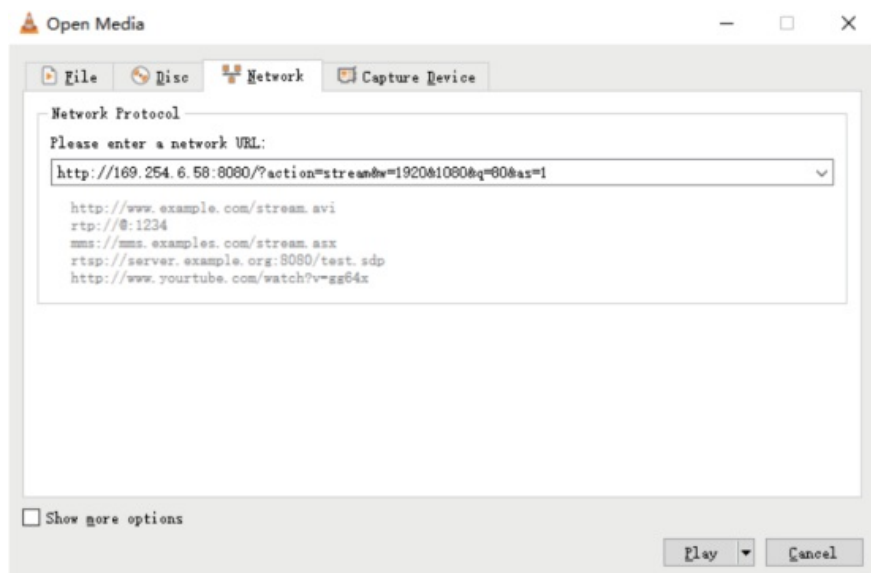 Open Media
File Disc Network Capture Device
Network Protocol
Please enter a network URL:
http://169.254.6.58:8080/?action=stream&w=1920&1080&q=80&as=1
http://www.example.com/stream.avi
rtp://@:1234
mms://mms.examples.com/stream.asx
rtsp://server.example.org:8080/test.sdp
http://www.yourtube.com/watch?v=gg64x
Show more options
Play Cancel